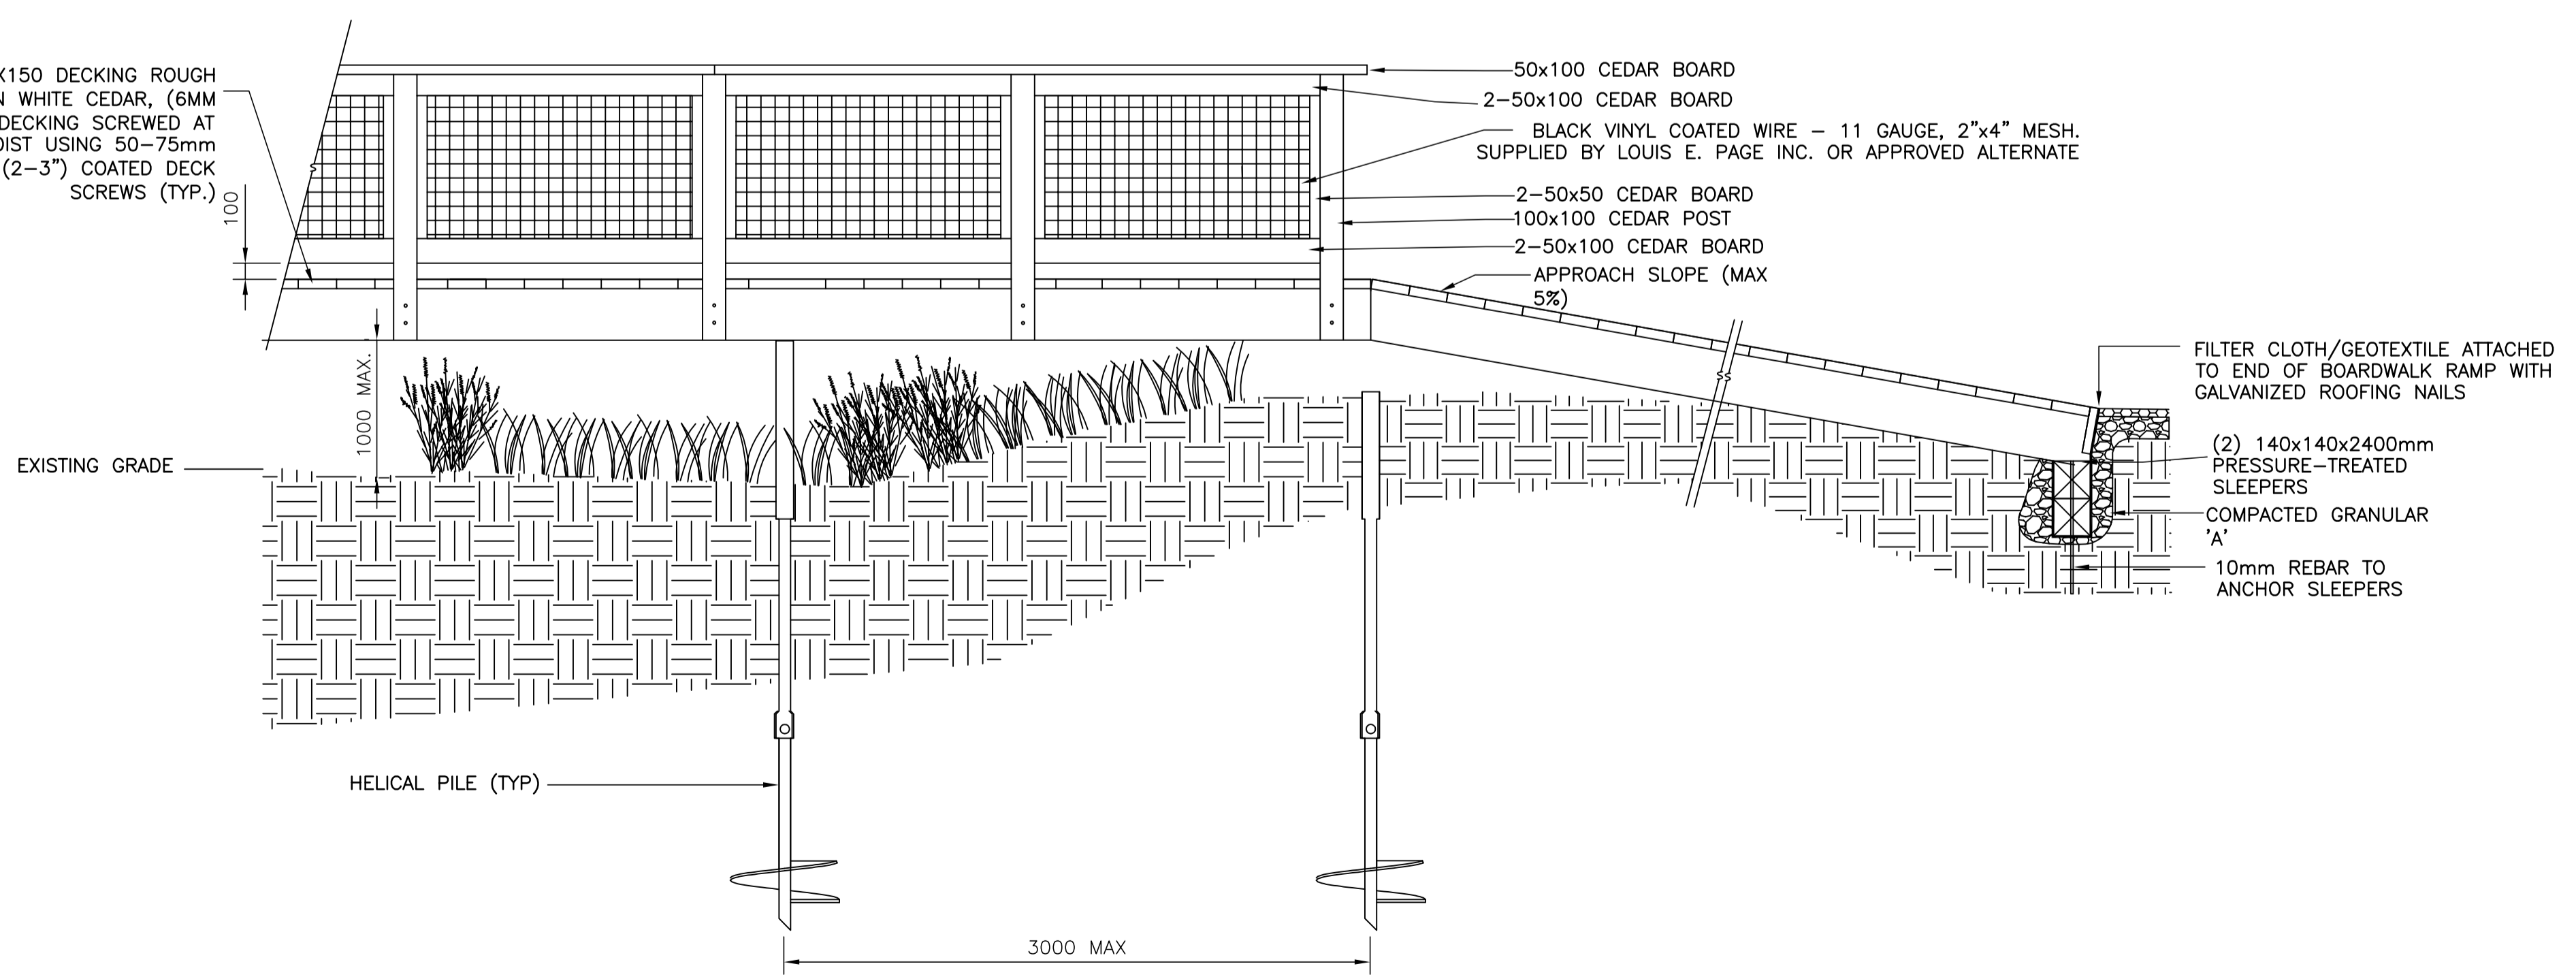 X150 DECKING ROUGH
N WHITE CEDAR, (6MM
DECKING SCREWED AT
OIST USING 50–75mm
(2–3") COATED DECK
SCREWS (TYP.)
100
50x100 CEDAR BOARD
2–50x100 CEDAR BOARD
BLACK VINYL COATED WIRE – 11 GAUGE, 2"x4" MESH.
SUPPLIED BY LOUIS E. PAGE INC. OR APPROVED ALTERNATE
2–50x50 CEDAR BOARD
100x100 CEDAR POST
2–50x100 CEDAR BOARD
APPROACH SLOPE (MAX
5%)
1000 MAX.
EXISTING GRADE
FILTER CLOTH/GEOTEXTILE ATTACHED
TO END OF BOARDWALK RAMP WITH
GALVANIZED ROOFING NAILS
(2) 140x140x2400mm
PRESSURE–TREATED
SLEEPERS
COMPACTED GRANULAR
'A'
10mm REBAR TO
ANCHOR SLEEPERS
HELICAL PILE (TYP)
3000 MAX